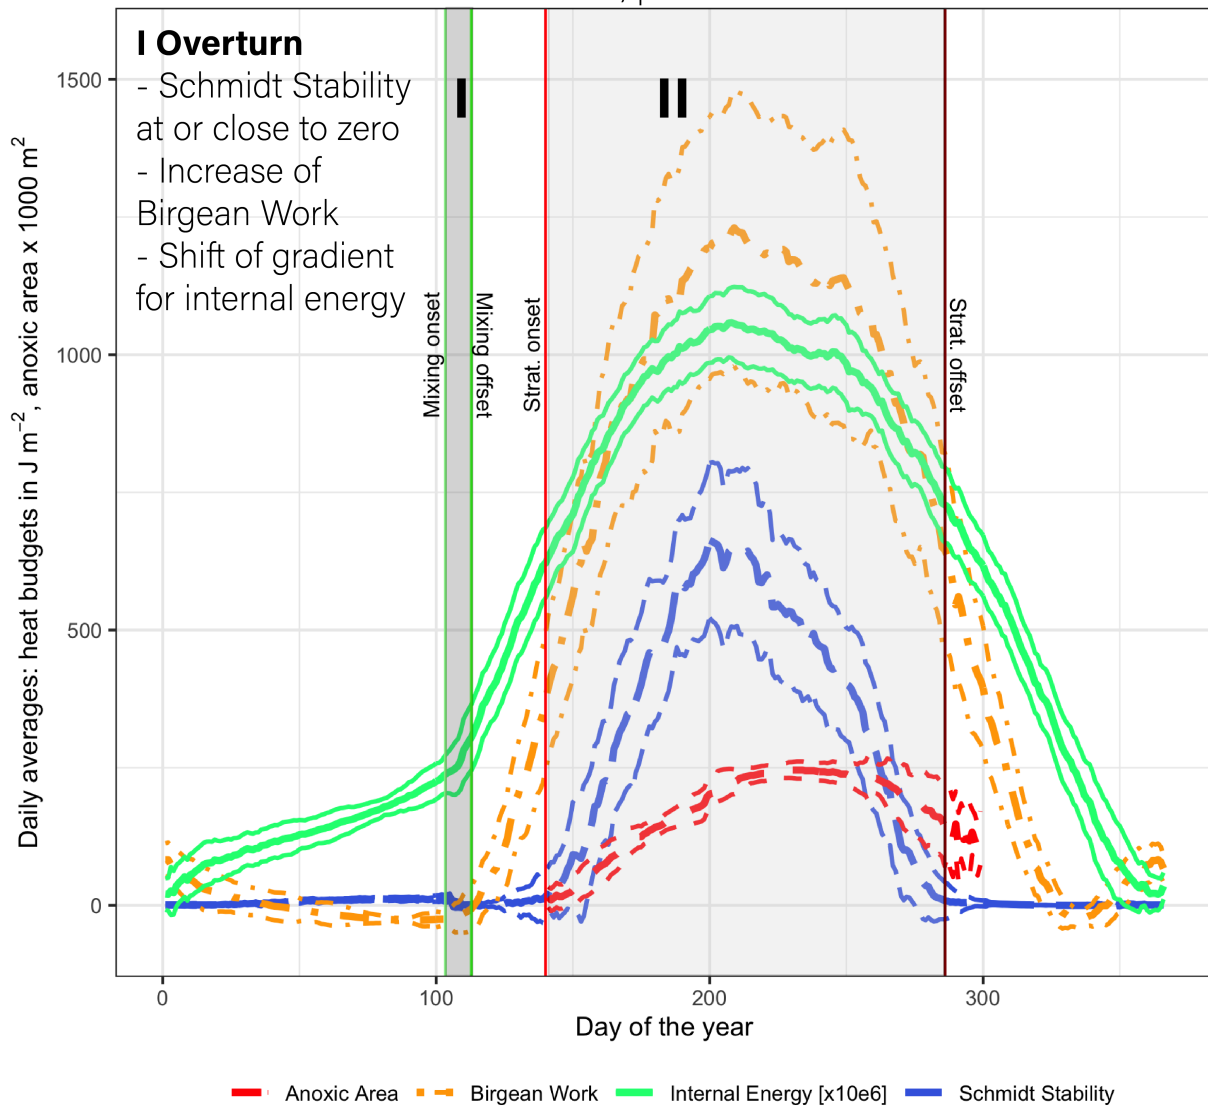 I Overturn
- Schmidt Stability
at or close to zero
- Increase of
Birgean Work
- Shift of gradient
for internal energy
I
II
Mixing onset
Mixing offset
Strat. onset
Strat. offset
Daily averages: heat budgets in J m⁻², anoxic area x 1000 m²
1500
1000
500
0
0
100
200
300
Day of the year
Anoxic Area
Birgean Work
Internal Energy [x10e6]
Schmidt Stability